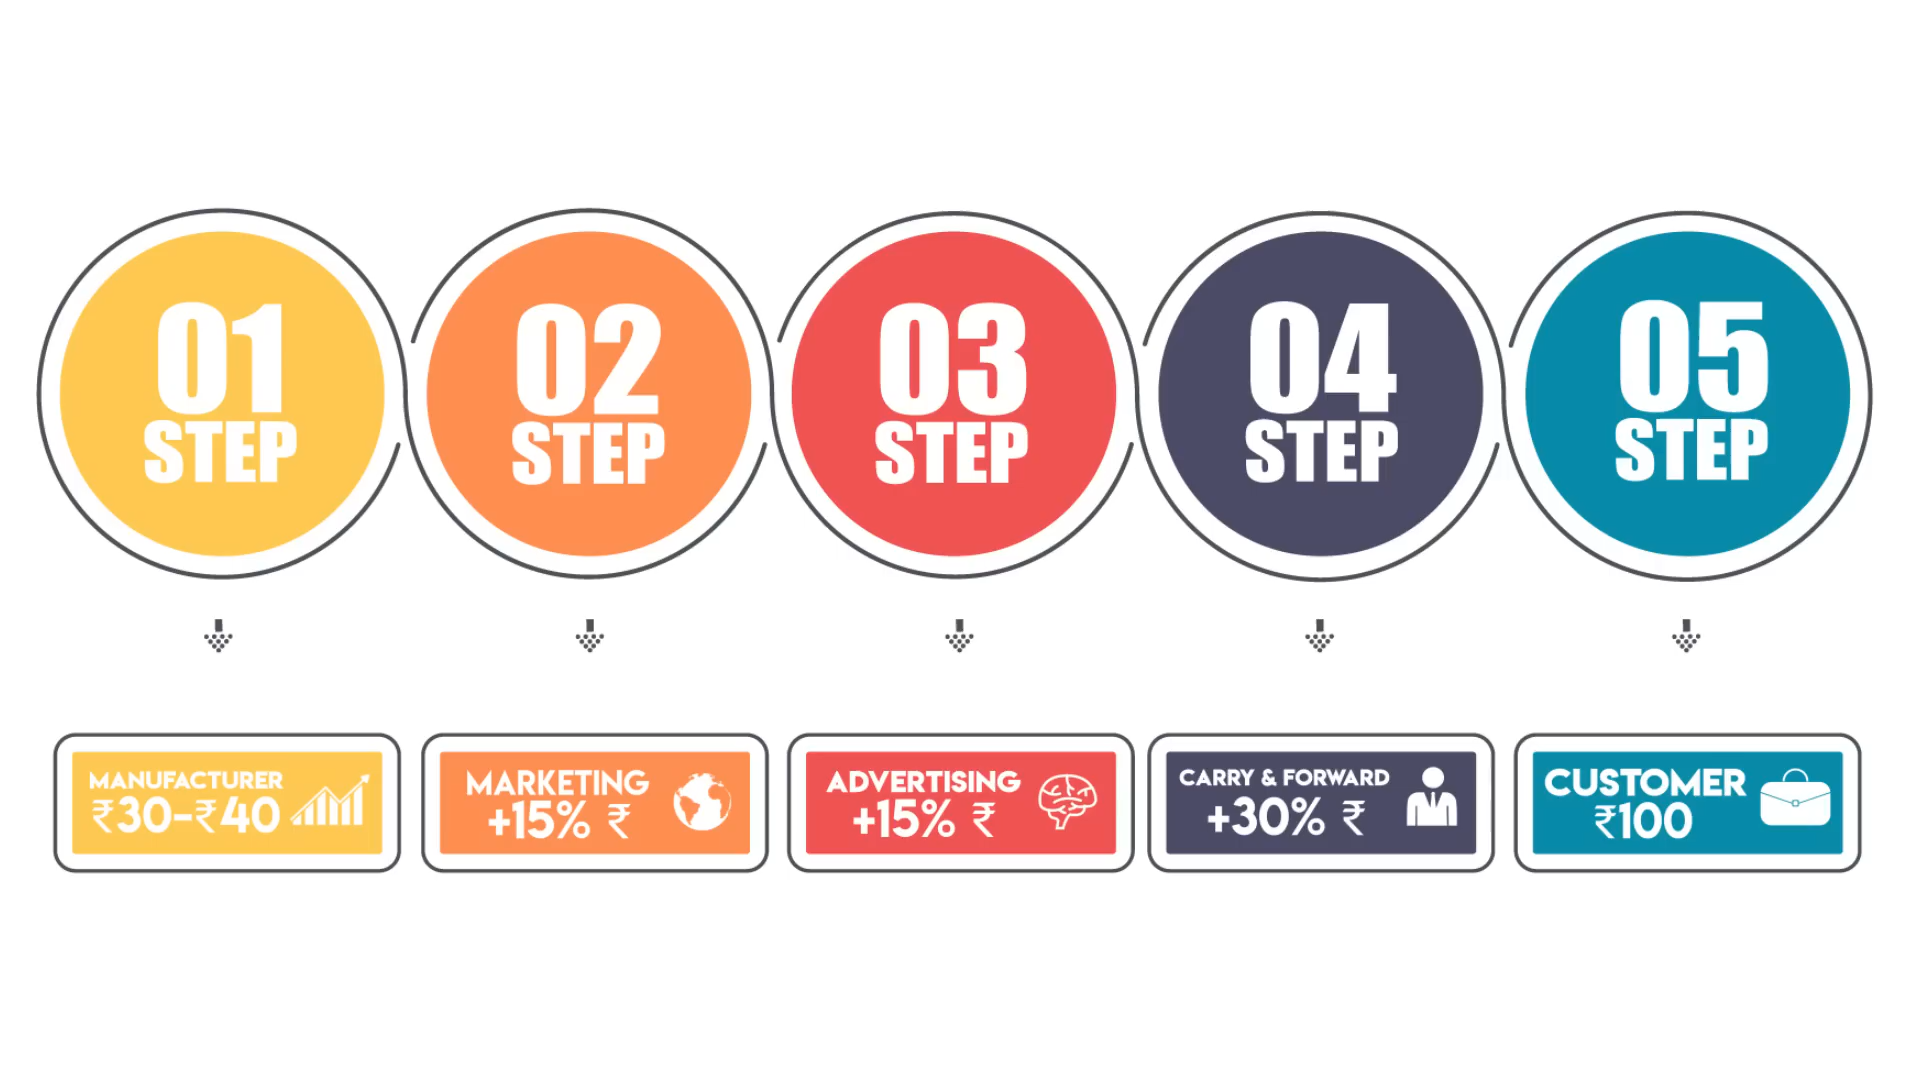 01
STEP
02
STEP
03
STEP
04
STEP
05
STEP
MANUFACTURER
₹30-₹40
MARKETING
+15% ₹
ADVERTISING
+15% ₹
CARRY & FORWARD
+30% ₹
CUSTOMER
₹100